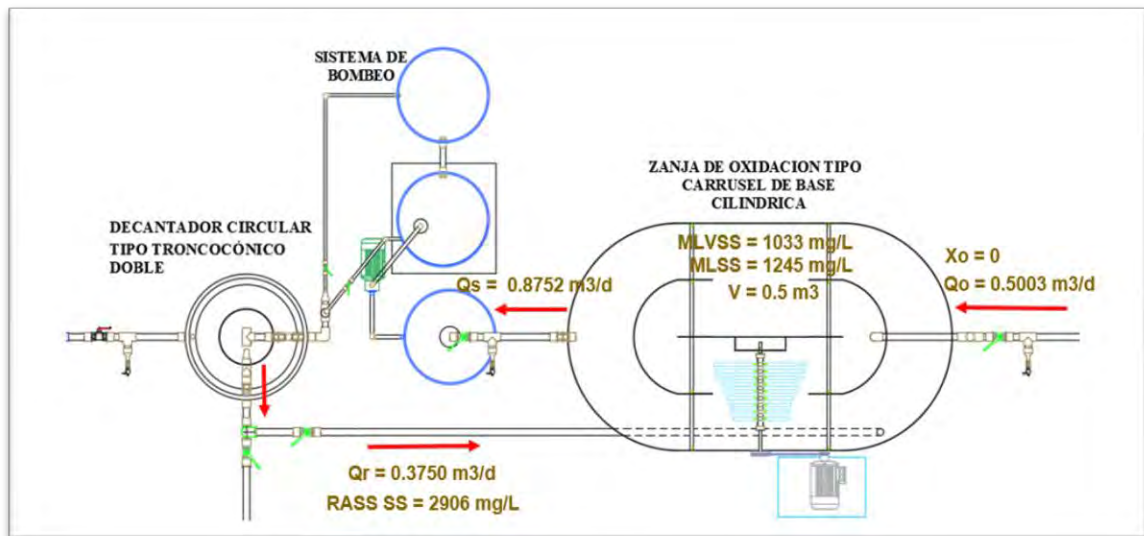 SISTEMA DE
BOMBEO
ZANJA DE OXIDACION TIPO
CARRUSEL DE BASE
CILINDRICA
DECANTADOR CIRCULAR
TIPO TRONCOCÓNICO
DOBLE
MLVSS = 1033 mg/L
MLSS = 1245 mg/L
V = 0.5 m3
Xo = 0
Qo = 0.5003 m3/d
Qs = 0.8752 m3/d
Qr = 0.3750 m3/d
RASS SS = 2906 mg/L